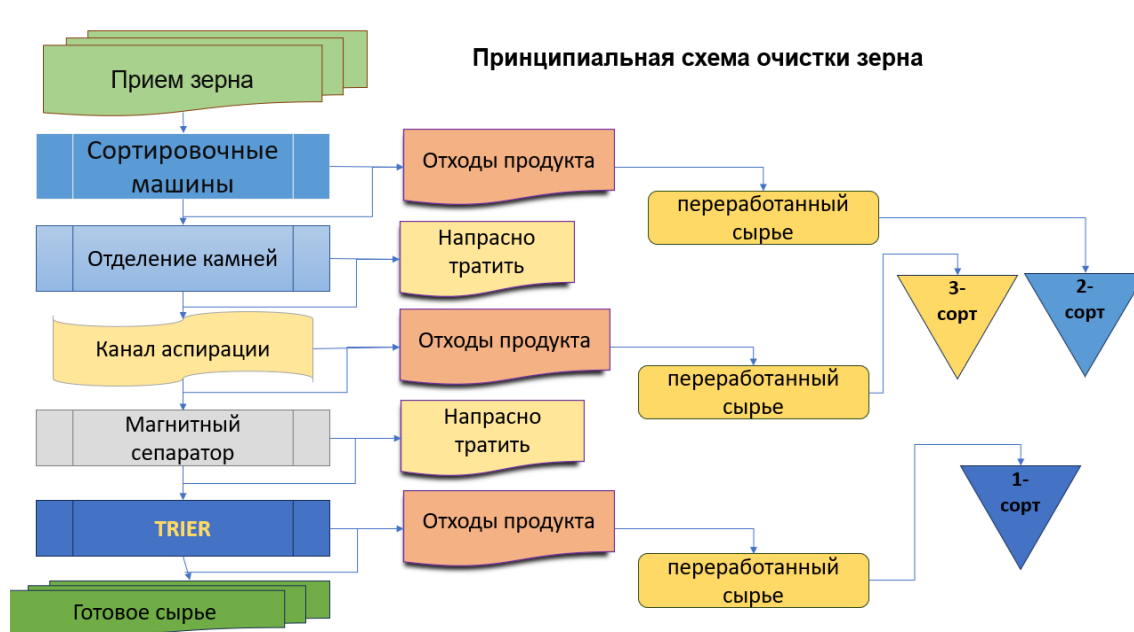 Принципиальная схема очистки зерна
Прием зерна
Сортировочные
машины
Отходы продукта
переработанный
сырье
2-
сорт
Отделение камней
Напрасно
тратить
3-
сорт
Канал аспирации
Отходы продукта
переработанный
сырье
Магнитный
сепаратор
Напрасно
тратить
TRIER
Отходы продукта
переработанный
сырье
1-
сорт
Готовое сырье